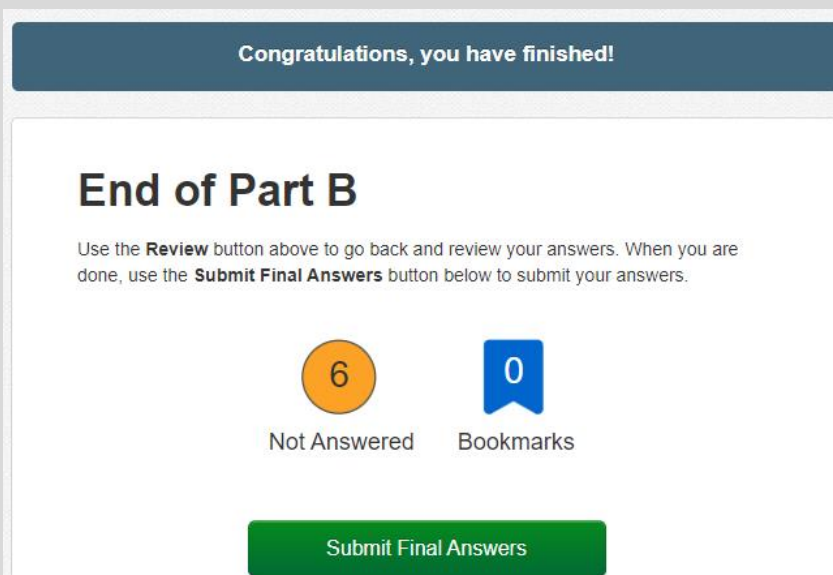 Congratulations, you have finished!
End of Part B
Use the Review button above to go back and review your answers. When you are
done, use the Submit Final Answers button below to submit your answers.
6
0
Not Answered
Bookmarks
Submit Final Answers